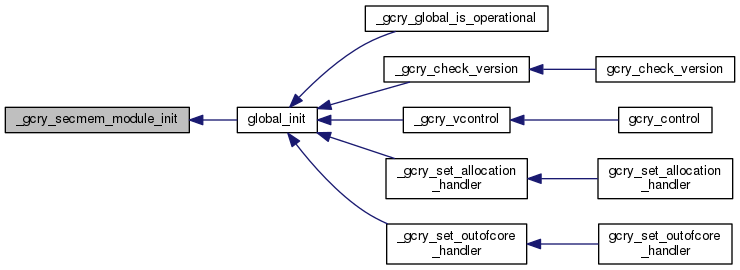 _gcry_global_is_operational
_gcry_check_version
gcry_check_version
_gcry_secmem_module_init
global_init
_gcry_vcontrol
gcry_control
_gcry_set_allocation
_handler
gcry_set_allocation
_handler
_gcry_set_outofcore
_handler
gcry_set_outofcore
_handler